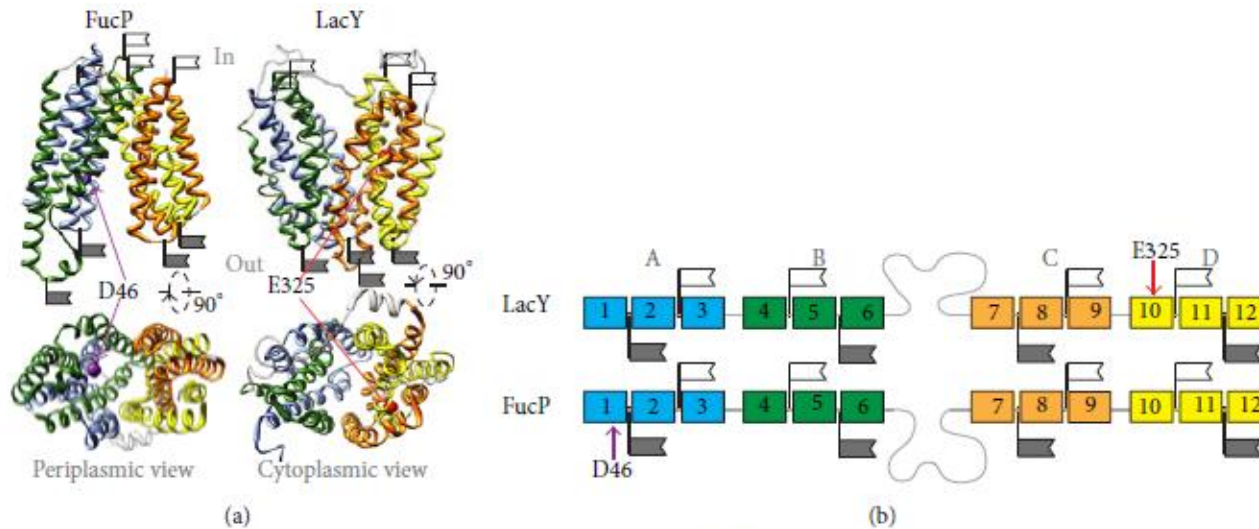 FucP LacY
In
Out
D46 E325
90°
90°
Periplasmic view Cytoplasmic view
(a)
A B C D
E325
LacY 1 2 3 4 5 6 7 8 9 10 11 12
FucP 1 2 3 4 5 6 7 8 9 10 11 12
D46
(b)